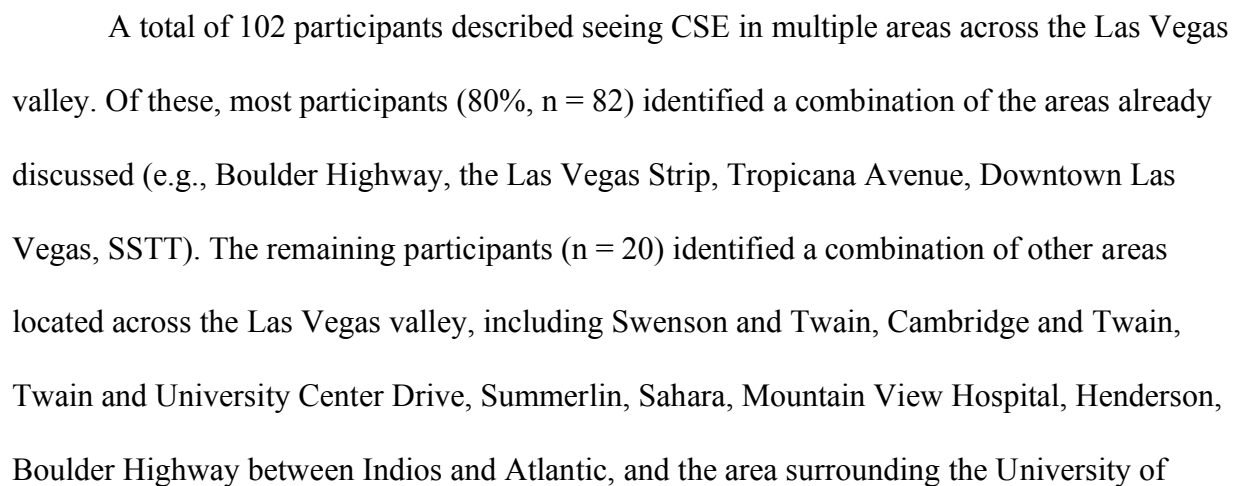 A total of 102 participants described seeing CSE in multiple areas across the Las Vegas
valley. Of these, most participants (80%, n = 82) identified a combination of the areas already
discussed (e.g., Boulder Highway, the Las Vegas Strip, Tropicana Avenue, Downtown Las
Vegas, SSTT). The remaining participants (n = 20) identified a combination of other areas
located across the Las Vegas valley, including Swenson and Twain, Cambridge and Twain,
Twain and University Center Drive, Summerlin, Sahara, Mountain View Hospital, Henderson,
Boulder Highway between Indios and Atlantic, and the area surrounding the University of